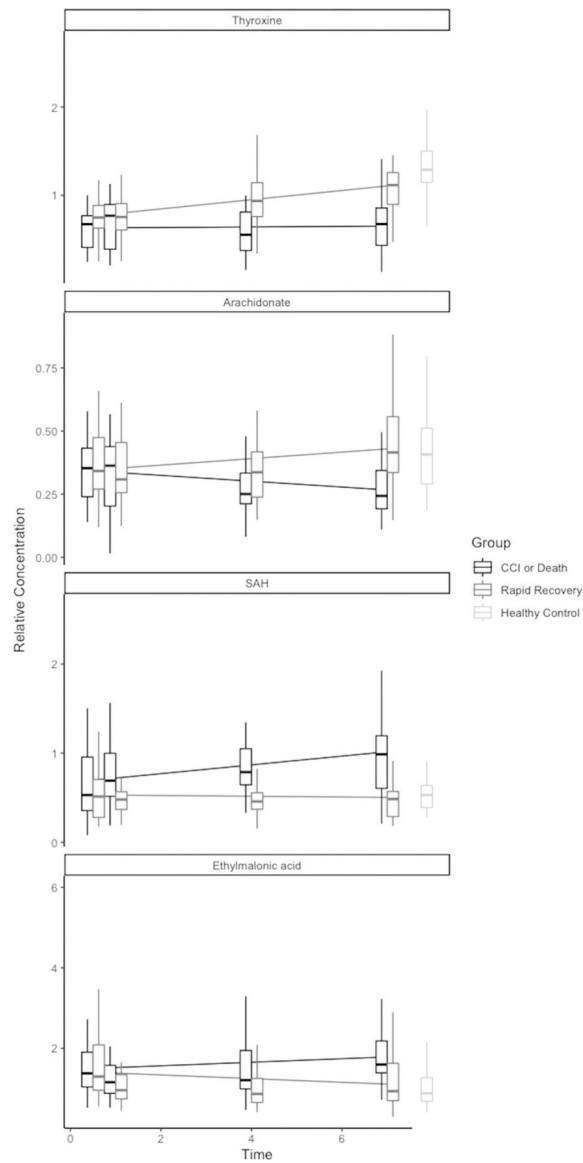 Thyroxine
2
1
Arachidonate
0.75
0.50
0.25
0.00
Relative Concentration
Group
CCI or Death
Rapid Recovery
Healthy Control
SAH
2
1
0
Ethylmalonic acid
6
4
2
0 2 4 6
Time